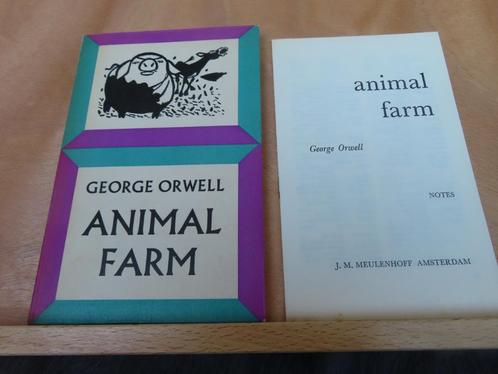 GEORGE ORWELL
ANIMAL
FARM
animal
farm
George Orwell
NOTES
J. M. MEULENHOFF AMSTERDAM